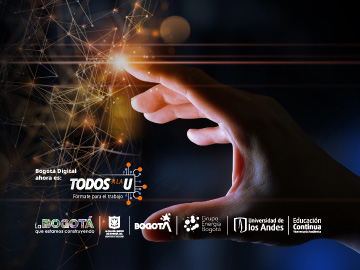 Bogotá Digital
ahora es:
TODOS A LA U
Fórmate para el trabajo
La BOGOTÁ
que estamos construyendo
BOGOTÁ
Grupo
Energía
Bogotá
Universidad de
los Andes
Educación
Continua